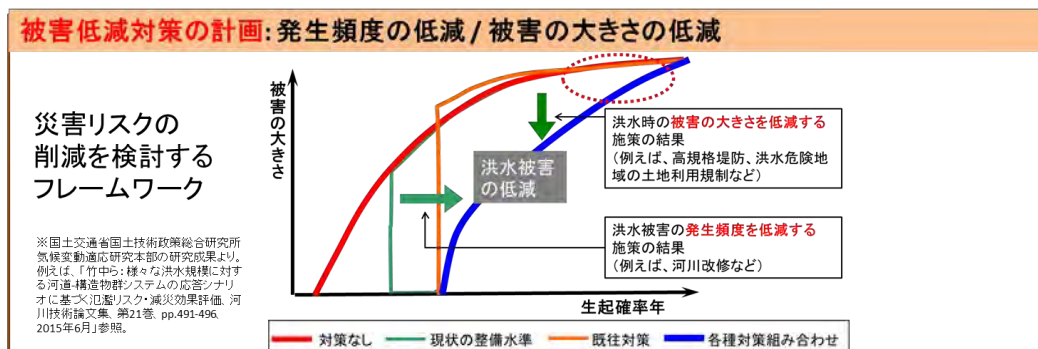 被害低減対策の計画:発生頻度の低減 / 被害の大きさの低減
災害リスクの
削減を検討する
フレームワーク
※国土交通省国土技術政策総合研究所
気候変動適応研究本部の研究成果より。
例えば、「竹中ら:様々な洪水規模に対す
る河道-構造物群システムの応答シナリ
オに基づく氾濫リスク・減災効果評価、河
川技術論文集、第21巻、pp.491-496、
2015年6月」参照。
被害の大きさ
洪水被害
の低減
洪水時の被害の大きさを低減する
施策の結果
(例えば、高規格堤防、洪水危険地
域の土地利用規制など)
洪水被害の発生頻度を低減する
施策の結果
(例えば、河川改修など)
生起確率年
対策なし 現状の整備水準 既往対策 各種対策組み合わせ